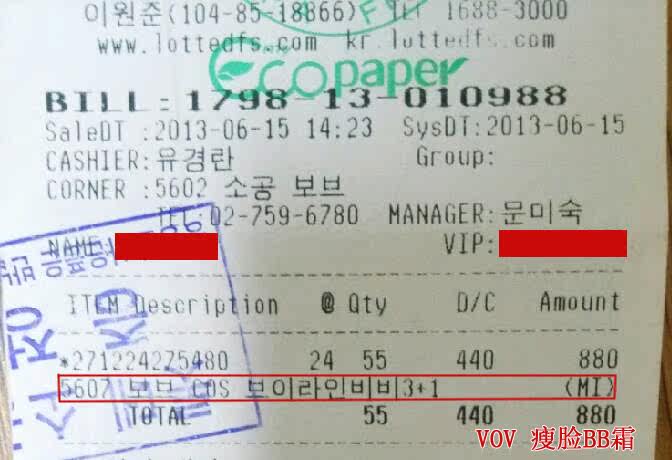 이원준(104-85-18866) TEL 1688-3000
www.lottedfs.com kr.lottedfs.com
Ecopaper
BILL: 1798-13-010988
SaleDT :2013-06-15 14:23 SysDT:2013-06-15
CASHIER:유경란 Group:
CORNER :5602 소공 보브
TEL:02-759-6780 MANAGER:문미숙
NAME: VIP:
ITEM Description @ Qty D/C Amount
*271224275480 24 55 440 880
5607 보브 COS 보이라인비비3+1 (MI)
TOTAL 55 440 880
VOV 瘦脸BB霜